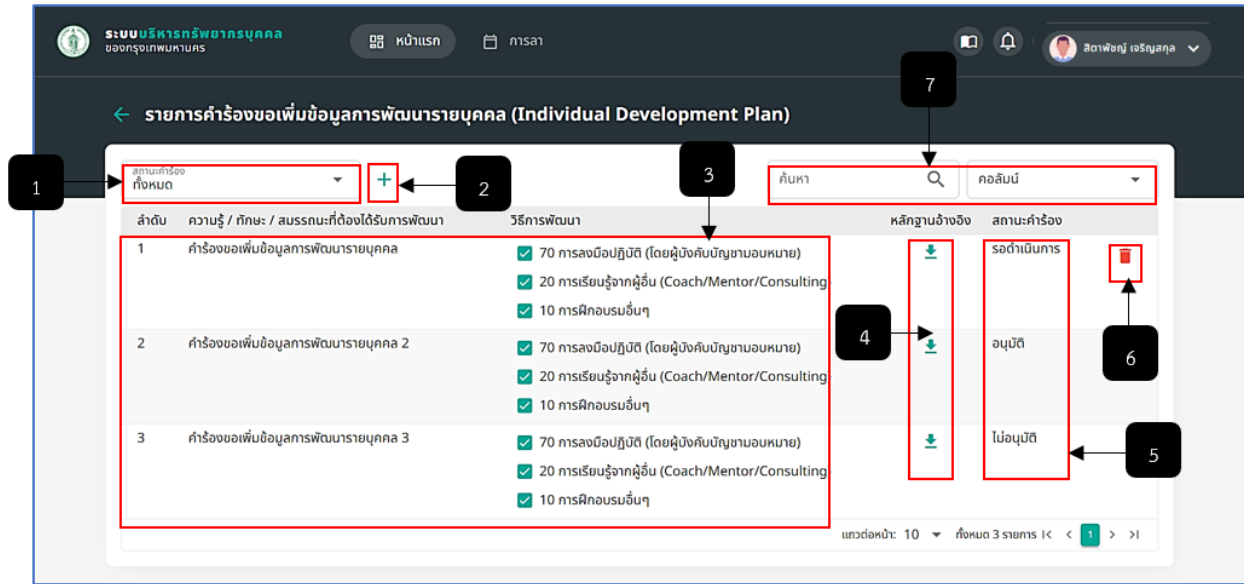 ระบบบริหารทรัพยากรบุคคล
ของกรุงเทพมหานคร
หน้าแรก
การลา
สิตาพัชญ์ เจริญสกุล
7
รายการคำร้องขอเพิ่มข้อมูลการพัฒนารายบุคคล (Individual Development Plan)
1
สถานะคำร้อง
ทั้งหมด
2
3
ค้นหา
คอลัมน์
ลำดับ ความรู้ / ทักษะ / สมรรถนะที่ต้องได้รับการพัฒนา วิธีการพัฒนา หลักฐานอ้างอิง สถานะคำร้อง
1 คำร้องขอเพิ่มข้อมูลการพัฒนารายบุคคล 70 การลงมือปฏิบัติ (โดยผู้บังคับบัญชามอบหมาย) รอดำเนินการ
20 การเรียนรู้จากผู้อื่น (Coach/Mentor/Consulting
10 การฝึกอบรมอื่นๆ
4
6
2 คำร้องขอเพิ่มข้อมูลการพัฒนารายบุคคล 2 70 การลงมือปฏิบัติ (โดยผู้บังคับบัญชามอบหมาย) อนุมัติ
20 การเรียนรู้จากผู้อื่น (Coach/Mentor/Consulting
10 การฝึกอบรมอื่นๆ
3 คำร้องขอเพิ่มข้อมูลการพัฒนารายบุคคล 3 70 การลงมือปฏิบัติ (โดยผู้บังคับบัญชามอบหมาย) ไม่อนุมัติ
5
20 การเรียนรู้จากผู้อื่น (Coach/Mentor/Consulting
10 การฝึกอบรมอื่นๆ
แถวต่อหน้า: 10 ทั้งหมด 3 รายการ 1